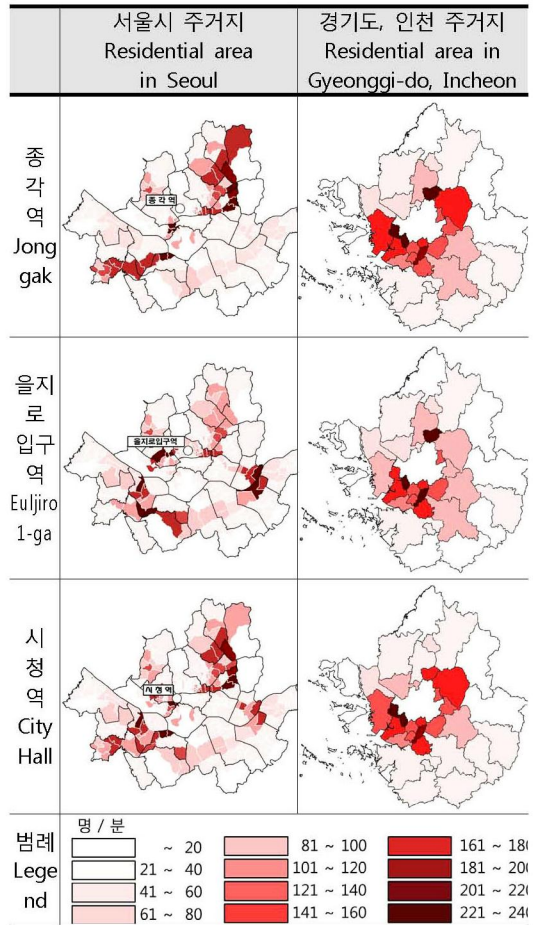 서울시 주거지
Residential area
in Seoul
경기도, 인천 주거지
Residential area in
Gyeonggi-do, Incheon
종
각
역
Jong
gak
종각역
을지
로
입구
역
Euljiro
1-ga
을지로입구역
시
청
역
City
Hall
시청역
범례
Lege
nd
명 / 분
~ 20
21 ~ 40
41 ~ 60
61 ~ 80
81 ~ 100
101 ~ 120
121 ~ 140
141 ~ 160
161 ~ 180
181 ~ 200
201 ~ 220
221 ~ 240